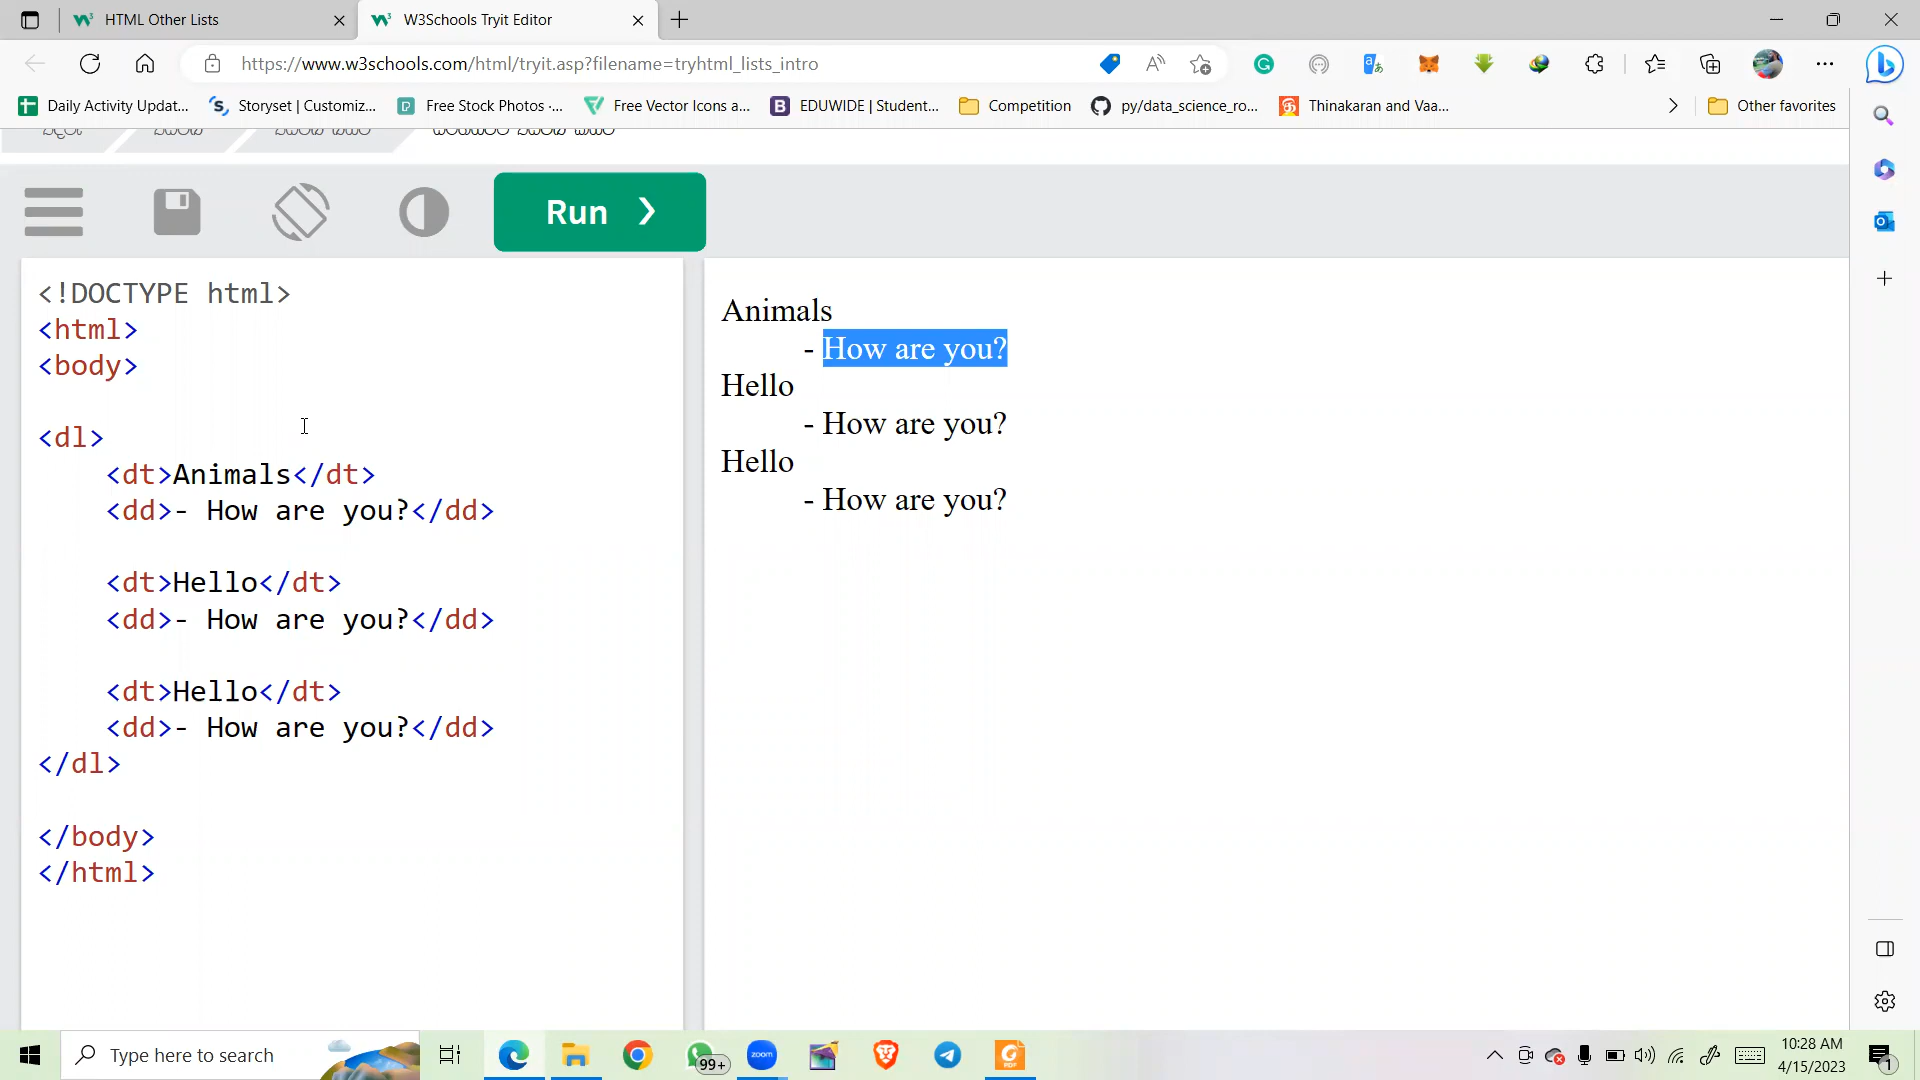 HTML Other Lists
W3Schools Tryit Editor
https://www.w3schools.com/html/tryit.asp?filename=tryhtml_lists_intro
Daily Activity Updat...
Storyset | Customiz...
Free Stock Photos ·...
Free Vector Icons a...
EDUWIDE | Student...
Competition
py/data_science_ro...
Thinakaran and Vaa...
Other favorites
Run ❯
<!DOCTYPE html>
<html>
<body>
<dl>
<dt>Animals</dt>
<dd>- How are you?</dd>
<dt>Hello</dt>
<dd>- How are you?</dd>
<dt>Hello</dt>
<dd>- How are you?</dd>
</dl>
</body>
</html>
Animals
- How are you?
Hello
- How are you?
Hello
- How are you?
Type here to search
99+
zoom
10:28 AM
4/15/2023
1